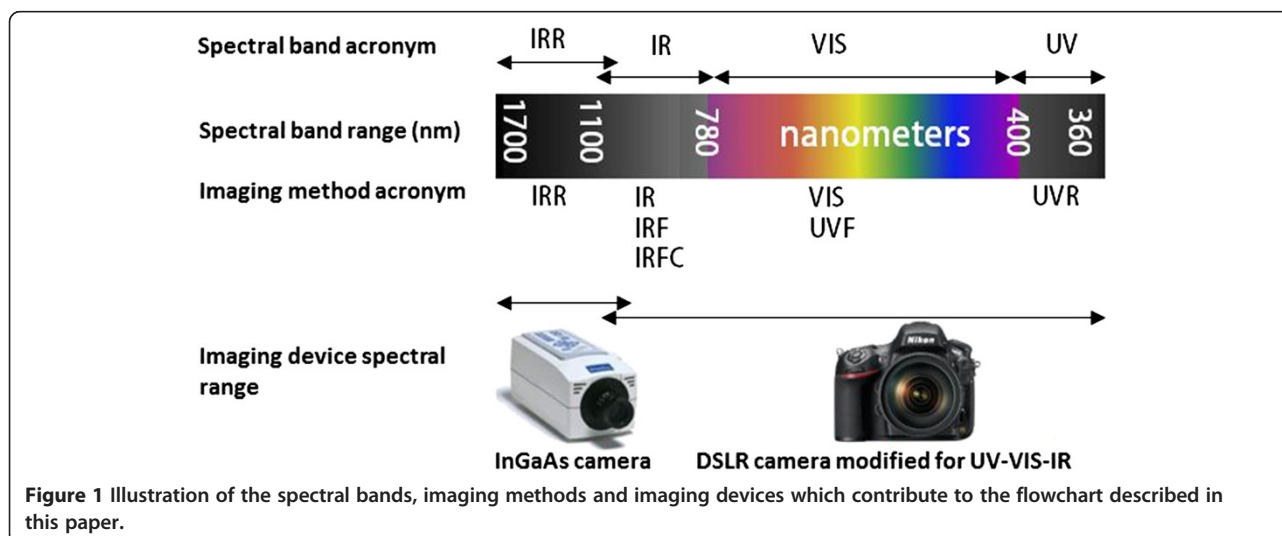 Spectral band acronym
IRR IR VIS UV
Spectral band range (nm)
1700 1100 780 nanometers 400 360
Imaging method acronym
IRR IR VIS UVR
IRF UVF
IRFC
Imaging device spectral
range
Nikon
InGaAs camera DSLR camera modified for UV-VIS-IR
Figure 1 Illustration of the spectral bands, imaging methods and imaging devices which contribute to the flowchart described in
this paper.